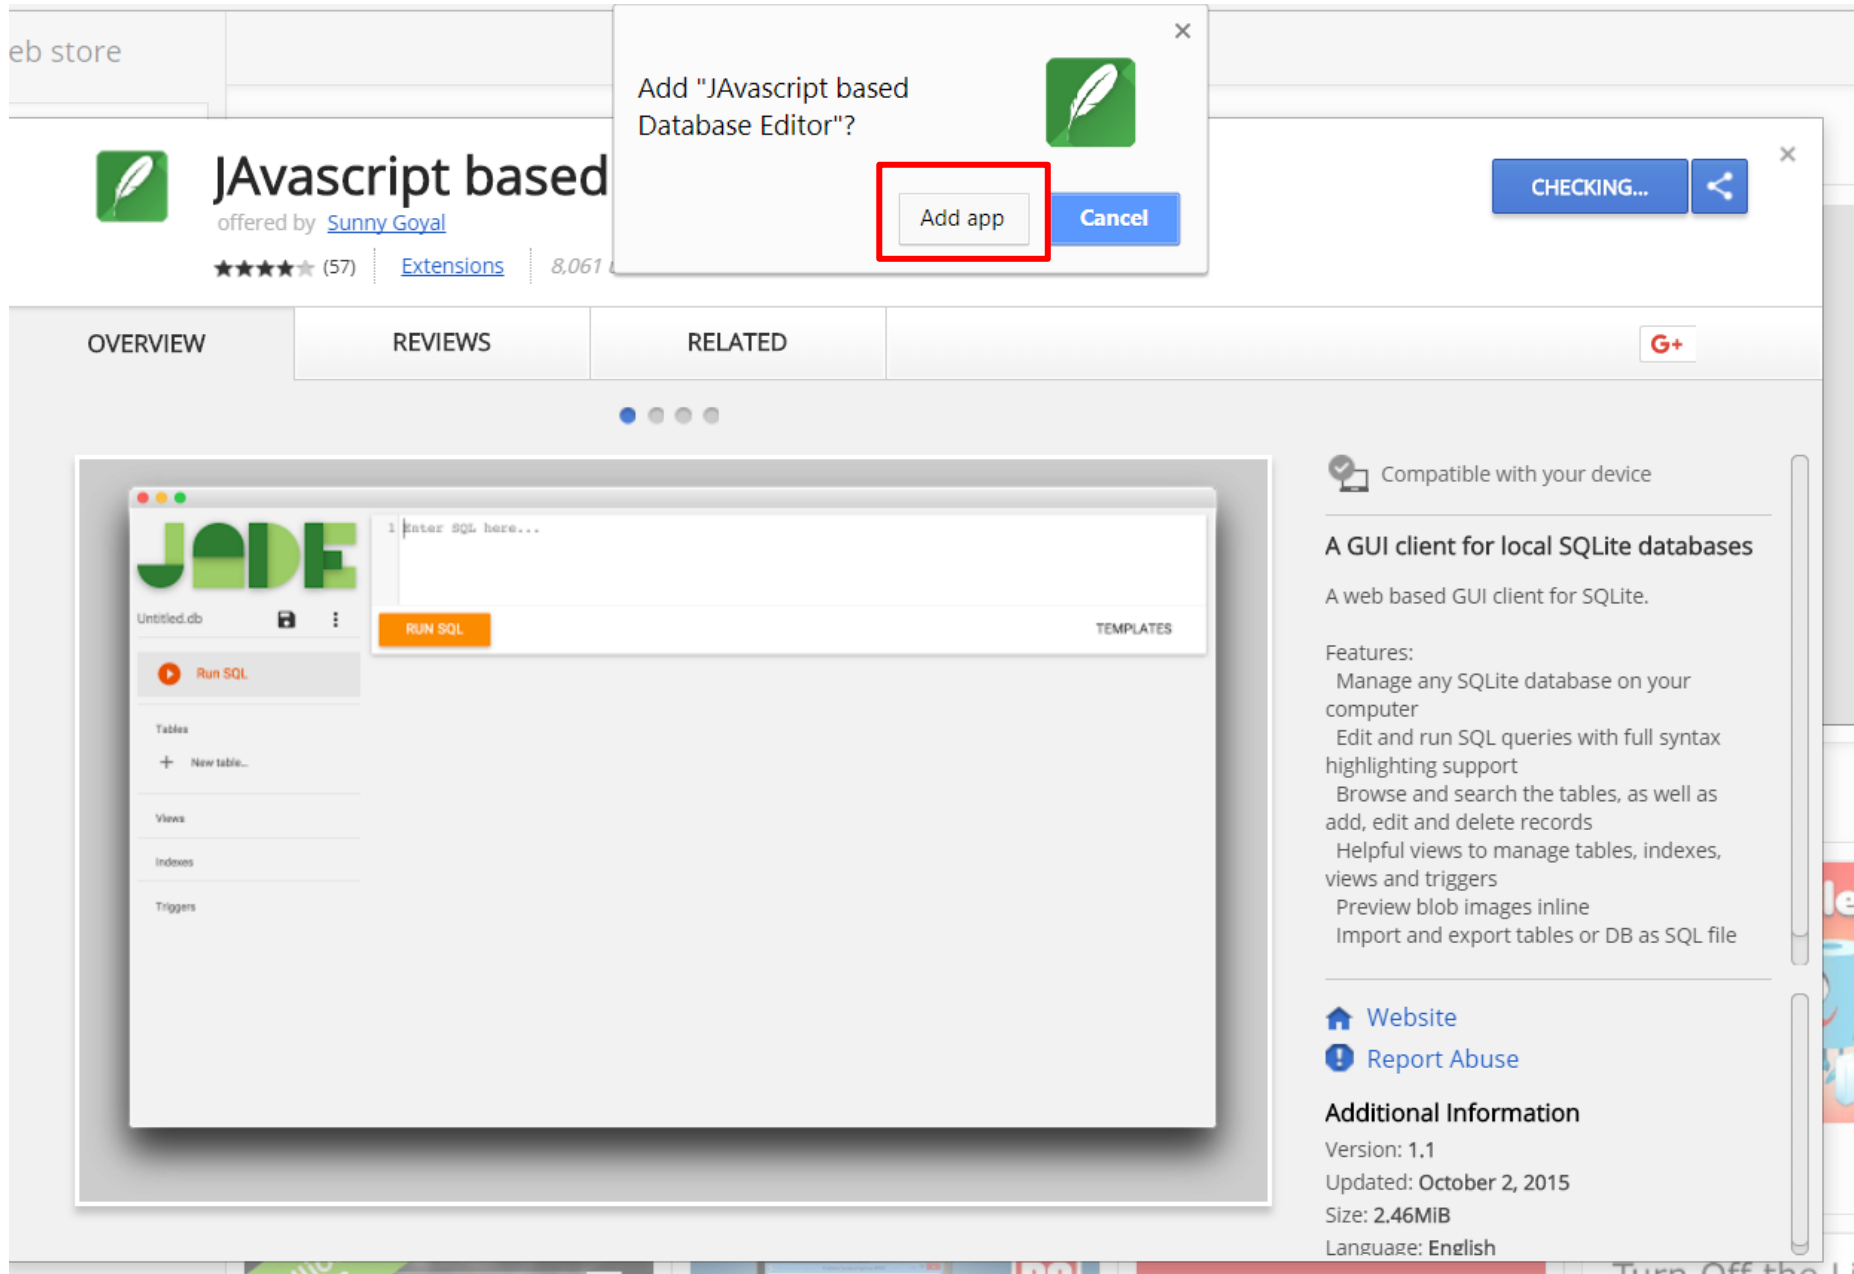 eb store
Add "JAvascript based
Database Editor"?
Add app
Cancel
JAvascript based
offered by Sunny Goyal
(57)
Extensions
8,061
CHECKING...
OVERVIEW
REVIEWS
RELATED
G+
JADE
Untitled.db
Run SQL
Tables
New table...
Views
Indexes
Triggers
1 Enter SQL here...
RUN SQL
TEMPLATES
Compatible with your device
A GUI client for local SQLite databases
A web based GUI client for SQLite.
Features:
Manage any SQLite database on your
computer
Edit and run SQL queries with full syntax
highlighting support
Browse and search the tables, as well as
add, edit and delete records
Helpful views to manage tables, indexes,
views and triggers
Preview blob images inline
Import and export tables or DB as SQL file
Website
Report Abuse
Additional Information
Version: 1.1
Updated: October 2, 2015
Size: 2.46MiB
Language: English
Turn Off the Li